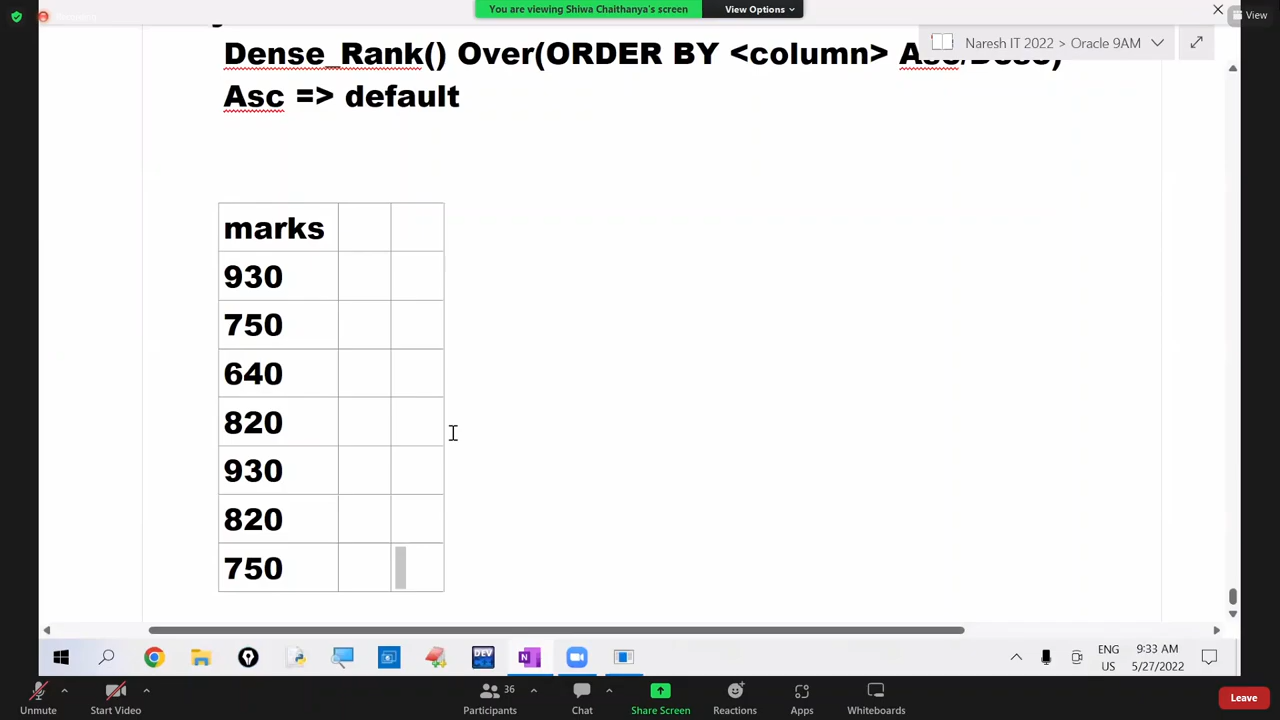 You are viewing Shiwa Chaithanya's screen
View Options
View
Naresh IT 2022 > Oracle 9AM
Dense_Rank() Over(ORDER BY <column> Asc/Desc)
Asc => default
marks
930
750
640
820
930
820
750
DEV
ENG
US
9:33 AM
5/27/2022
Unmute
Start Video
36
Participants
Chat
Share Screen
Reactions
Apps
Whiteboards
Leave